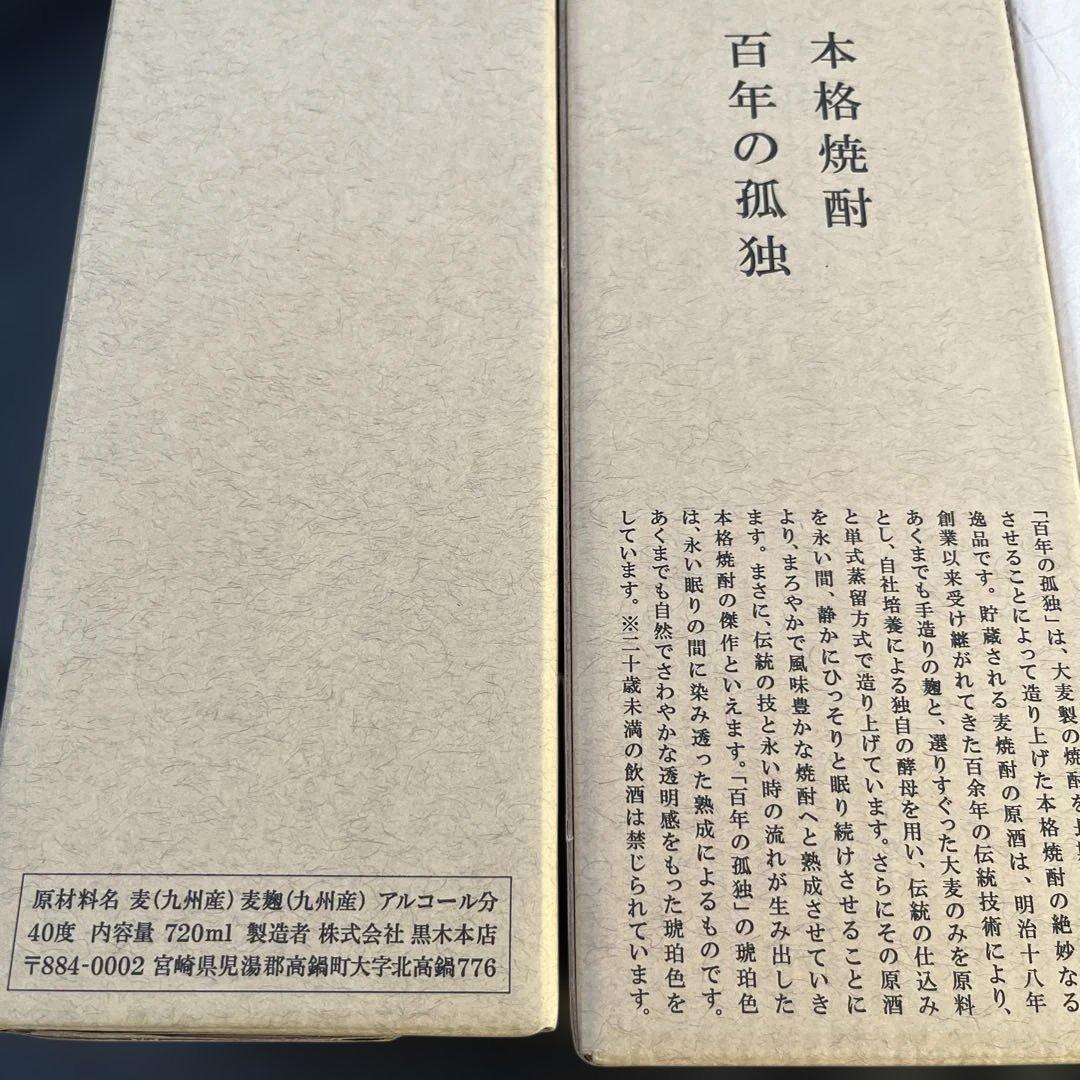 本格焼酎
百年の孤独
「百年の孤独」は、大麦製の焼酎を長期
させることによって造り上げた本格焼酎の絶妙なる
逸品です。貯蔵される麦焼酎の原酒は、明治十八年
創業以来受け継がれてきた百余年の伝統技術により、
あくまでも手造りの麹と、選りすぐった大麦のみを原料
とし、自社培養による独自の酵母を用い、伝統の仕込み
と単式蒸留方式で造り上げています。さらにその原酒
を永い間、静かにひっそりと眠り続けさせることに
より、まろやかで風味豊かな焼酎へと熟成させていき
ます。まさに、伝統の技と永い時の流れが生み出した
本格焼酎の傑作といえます。「百年の孤独」の琥珀色
は、永い眠りの間に染み透った熟成によるものです。
あくまでも自然でさわやかな透明感をもった琥珀色を
しています。※二十歳未満の飲酒は禁じられています。
原材料名 麦(九州産)麦麹(九州産) アルコール分
40度 内容量 720ml 製造者 株式会社 黒木本店
〒884-0002 宮崎県児湯郡高鍋町大字北高鍋776